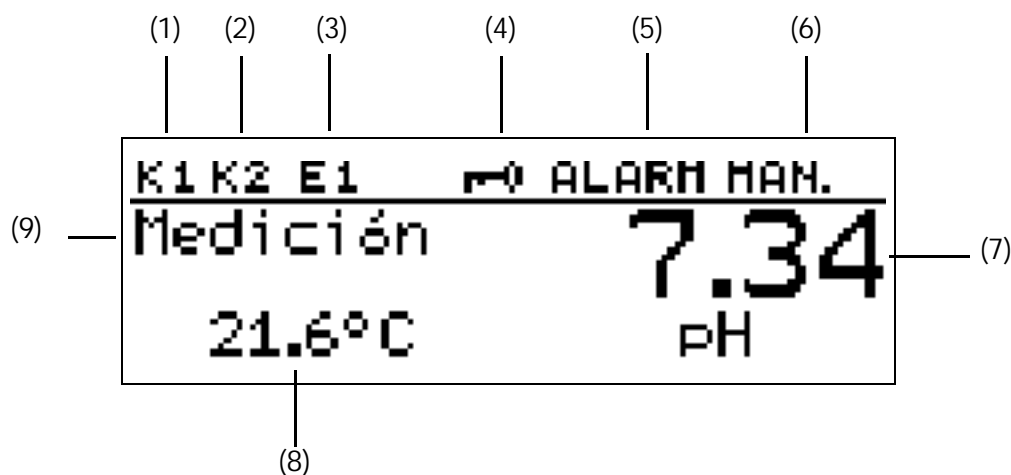 (1) (2) (3) (4) (5) (6)
K1 K2 E1 ALARM MAN.
(9) Medición 7.34 (7)
21.6°C pH
(8)